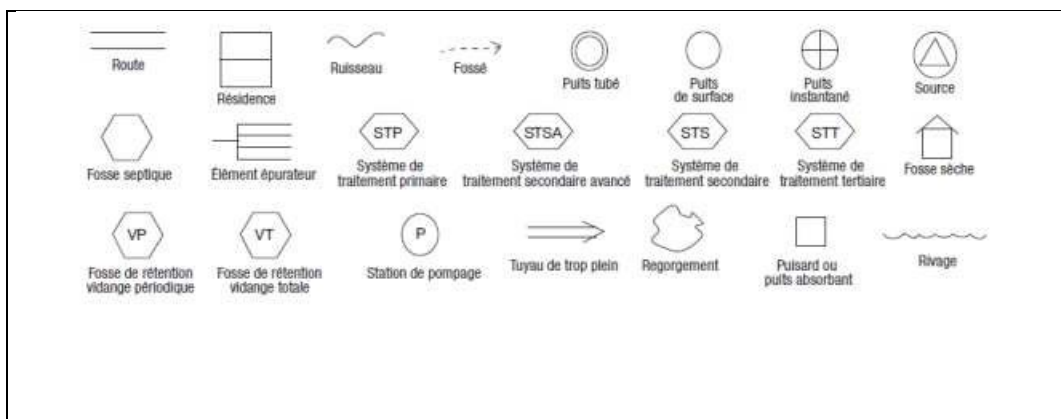 Route
Résidence
Ruisseau
Fossé
Puits tubé
Puits
de surface
Puits
instantané
Source
Fosse septique
Élément épurateur
STP
Système de
traitement primaire
STSA
Système de
traitement secondaire avancé
STS
Système de
traitement secondaire
STT
Système de
traitement tertiaire
Fosse sèche
VP
Fosse de rétention
vidange périodique
VT
Fosse de rétention
vidange totale
P
Station de pompage
Tuyau de trop plein
Regorgement
Puisard ou
puits absorbant
Rivage